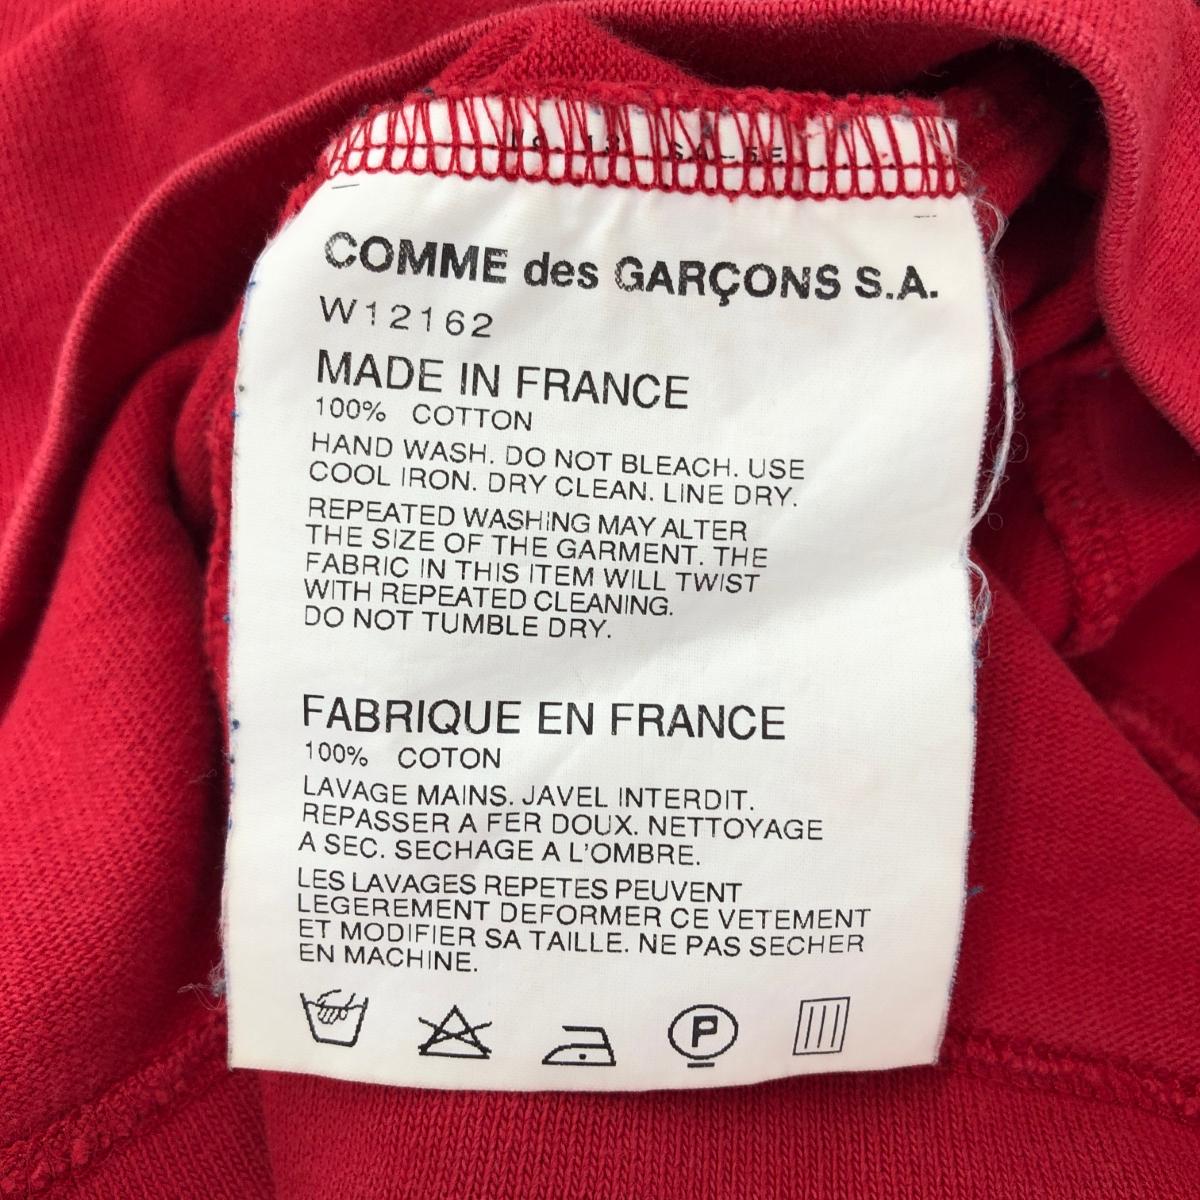 COMME des GARÇONS S.A.
W12162
MADE IN FRANCE
100% COTTON
HAND WASH. DO NOT BLEACH. USE
COOL IRON. DRY CLEAN. LINE DRY.
REPEATED WASHING MAY ALTER
THE SIZE OF THE GARMENT. THE
FABRIC IN THIS ITEM WILL TWIST
WITH REPEATED CLEANING.
DO NOT TUMBLE DRY.
FABRIQUE EN FRANCE
100% COTON
LAVAGE MAINS. JAVEL INTERDIT.
REPASSER A FER DOUX. NETTOYAGE
A SEC. SECHAGE A L'OMBRE.
LES LAVAGES REPETES PEUVENT
LEGEREMENT DEFORMER CE VETEMENT
ET MODIFIER SA TAILLE. NE PAS SECHER
EN MACHINE.
P